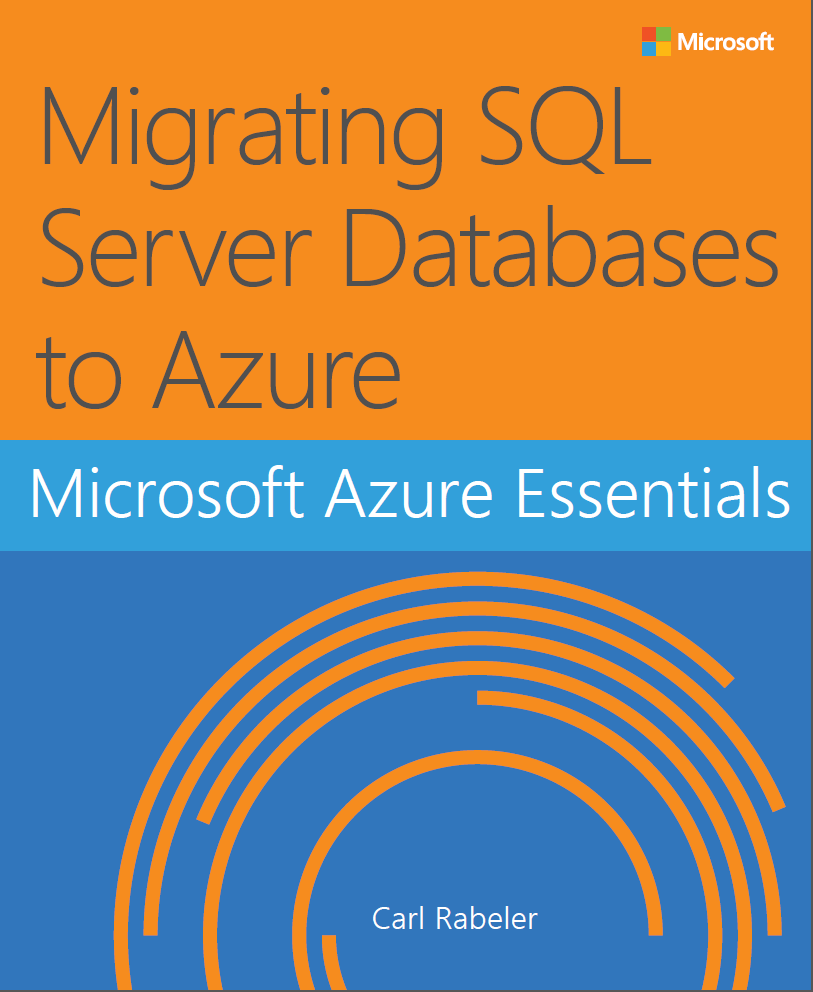 Microsoft
Migrating SQL
Server Databases
to Azure
Microsoft Azure Essentials
Carl Rabeler